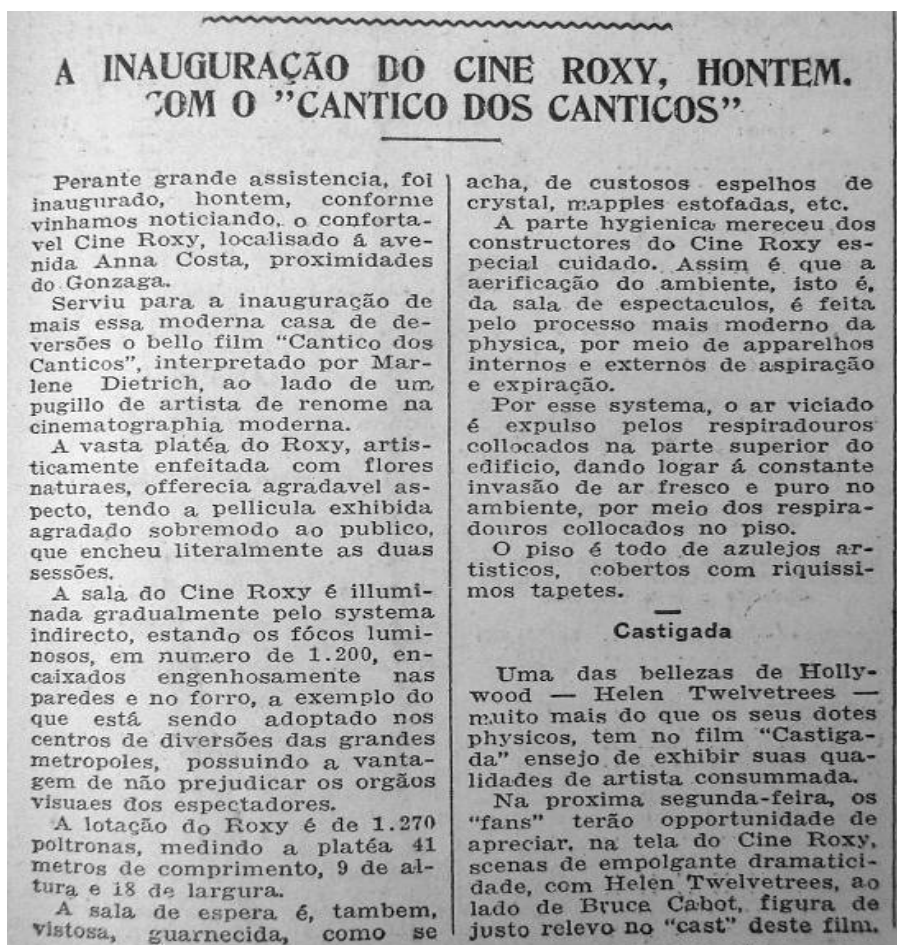 A INAUGURAÇÃO DO CINE ROXY, HONTEM.
COM O "CANTICO DOS CANTICOS"
Perante grande assistencia, foi
inaugurado, hontem, conforme
vinhamos noticiando, o conforta-
vel Cine Roxy, localisado á ave-
nida Anna Costa, proximidades
do Gonzaga.
Serviu para a inauguração de
mais essa moderna casa de de-
versões o bello film "Cantico dos
Canticos", interpretado por Mar-
lene Dietrich, ao lado de um
pugillo de artista de renome na
cinematographia moderna.
A vasta platéa do Roxy, artis-
ticamente enfeitada com flores
naturaes, offerecia agradavel as-
pecto, tendo a pellicula exhibida
agradado sobremodo ao publico,
que encheu literalmente as duas
sessões.
A sala do Cine Roxy é illumi-
nada gradualmente pelo systema
indirecto, estando os fócos lumi-
nosos, em numero de 1.200, en-
caixados engenhosamente nas
paredes e no forro, a exemplo do
que está sendo adoptado nos
centros de diversões das grandes
metropoles, possuindo a vanta-
gem de não prejudicar os orgãos
visuaes dos espectadores.
A lotação do Roxy é de 1.270
poltronas, medindo a platéa 41
metros de comprimento, 9 de al-
tura e 18 de largura.
A sala de espera é, tambem,
vistosa, guarnecida, como se
acha, de custosos espelhos de
crystal, mapples estofadas, etc.
A parte hygienica mereceu dos
constructores do Cine Roxy es-
pecial cuidado. Assim é que a
aerificação do ambiente, isto é,
da sala de espectaculos, é feita
pelo processo mais moderno da
physica, por meio de apparelhos
internos e externos de aspiração
e expiração.
Por esse systema, o ar viciado
é expulso pelos respiradouros
collocados na parte superior do
edificio, dando logar á constante
invasão de ar fresco e puro no
ambiente, por meio dos respira-
douros collocados no piso.
O piso é todo de azulejos ar-
tisticos, cobertos com riquissi-
mos tapetes.
Castigada
Uma das bellezas de Holly-
wood — Helen Twelvetrees —
muito mais do que os seus dotes
physicos, tem no film "Castiga-
da" ensejo de exhibir suas qua-
lidades de artista consummada.
Na proxima segunda-feira, os
"fans" terão opportunidade de
apreciar, na tela do Cine Roxy,
scenas de empolgante dramatici-
dade, com Helen Twelvetrees, ao
lado de Bruce Cabot, figura de
justo relevo no "cast" deste film.